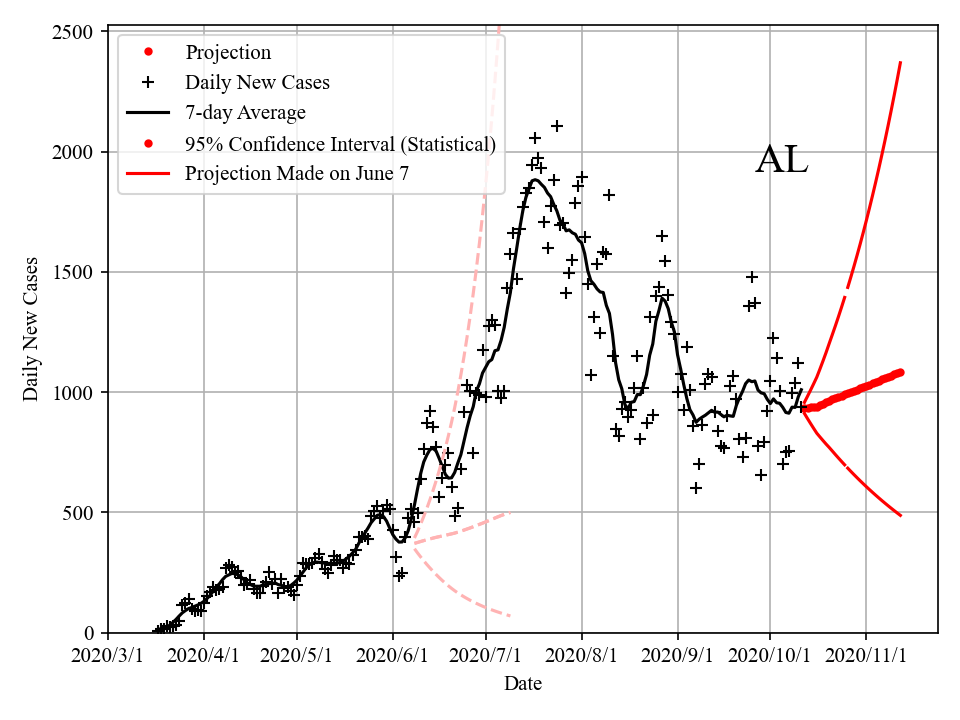 2500
2000
1500
1000
500
0
Daily New Cases
Projection
Daily New Cases
7-day Average
95% Confidence Interval (Statistical)
Projection Made on June 7
AL
2020/3/1 2020/4/1 2020/5/1 2020/6/1 2020/7/1 2020/8/1 2020/9/1 2020/10/1 2020/11/1
Date